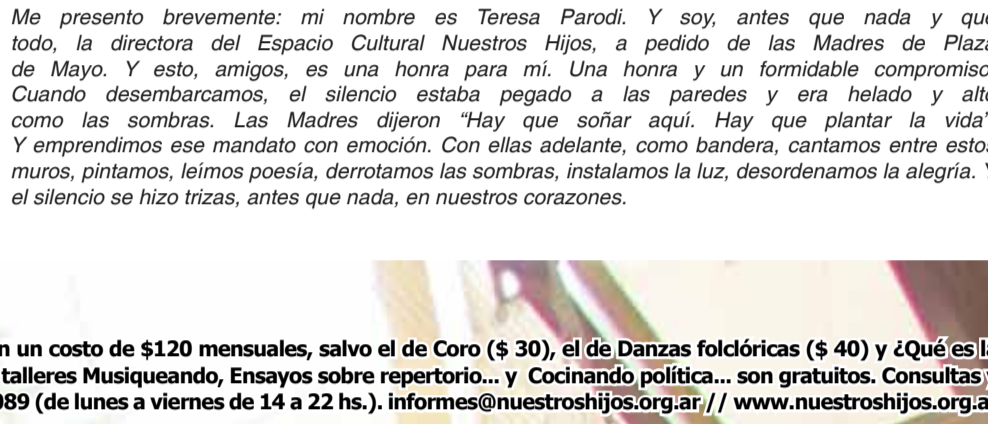 Me presento brevemente: mi nombre es Teresa Parodi. Y soy, antes que nada y que
todo, la directora del Espacio Cultural Nuestros Hijos, a pedido de las Madres de Plaza
de Mayo. Y esto, amigos, es una honra para mí. Una honra y un formidable compromiso
Cuando desembarcamos, el silencio estaba pegado a las paredes y era helado y alto
como las sombras. Las Madres dijeron “Hay que soñar aquí. Hay que plantar la vida”
Y emprendimos ese mandato con emoción. Con ellas adelante, como bandera, cantamos entre estos
muros, pintamos, leímos poesía, derrotamos las sombras, instalamos la luz, desordenamos la alegría. Y
el silencio se hizo trizas, antes que nada, en nuestros corazones.
n un costo de $120 mensuales, salvo el de Coro ($ 30), el de Danzas folclóricas ($ 40) y ¿Qué es la
talleres Musiqueando, Ensayos sobre repertorio... y Cocinando política... son gratuitos. Consultas y
089 (de lunes a viernes de 14 a 22 hs.). informes@nuestroshijos.org.ar // www.nuestroshijos.org.a